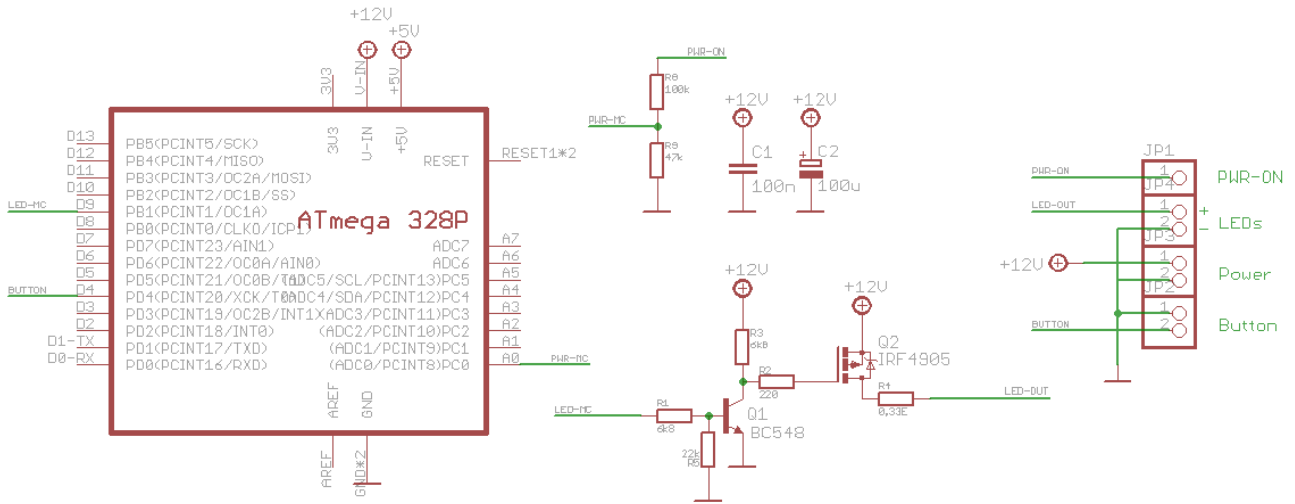 +12V
+5V
3V3
V-IN
+5V
3V3
V-IN
+5V
D13
D12
D11
D10
D9
D8
D7
D6
D5
D4
D3
D2
D1-TX
D0-RX
LED-MC
BUTTON
PB5(PCINT5/SCK)
PB4(PCINT4/MISO)
PB3(PCINT3/OC2A/MOSI)
PB2(PCINT2/OC1B/SS)
PB1(PCINT1/OC1A)
PB0(PCINT0/CLKO/ICP1)
PD7(PCINT23/AIN1)
PD6(PCINT22/OC0A/AIN0)
PD5(PCINT21/OC0B/T1)
PD4(PCINT20/XCK/T0)
PD3(PCINT19/OC2B/INT1)
PD2(PCINT18/INT0)
PD1(PCINT17/TXD)
PD0(PCINT16/RXD)
ATmega 328P
RESET
RESET1*2
ADC7
ADC6
(ADC5/SCL/PCINT13)PC5
(ADC4/SDA/PCINT12)PC4
(ADC3/PCINT11)PC3
(ADC2/PCINT10)PC2
(ADC1/PCINT9)PC1
(ADC0/PCINT8)PC0
A7
A6
A5
A4
A3
A2
A1
A0
PWR-MC
AREF
GND
AREF
GND*2
PWR-ON
100k
PWR-MC
R9
47k
+12V
C1
100n
+12V
+
C2
100u
+12V
R3
R2
220
LED-MC
R1
6k8
22k
R5
Q1
BC548
+12V
Q2
IRF4905
R4
0,33E
LED-OUT
JP1
PWR-ON
1
PWR-ON
JP4
LED-OUT
1
+
2
-
LEDs
JP3
+12V
1
2
Power
JP2
1
BUTTON
2
Button